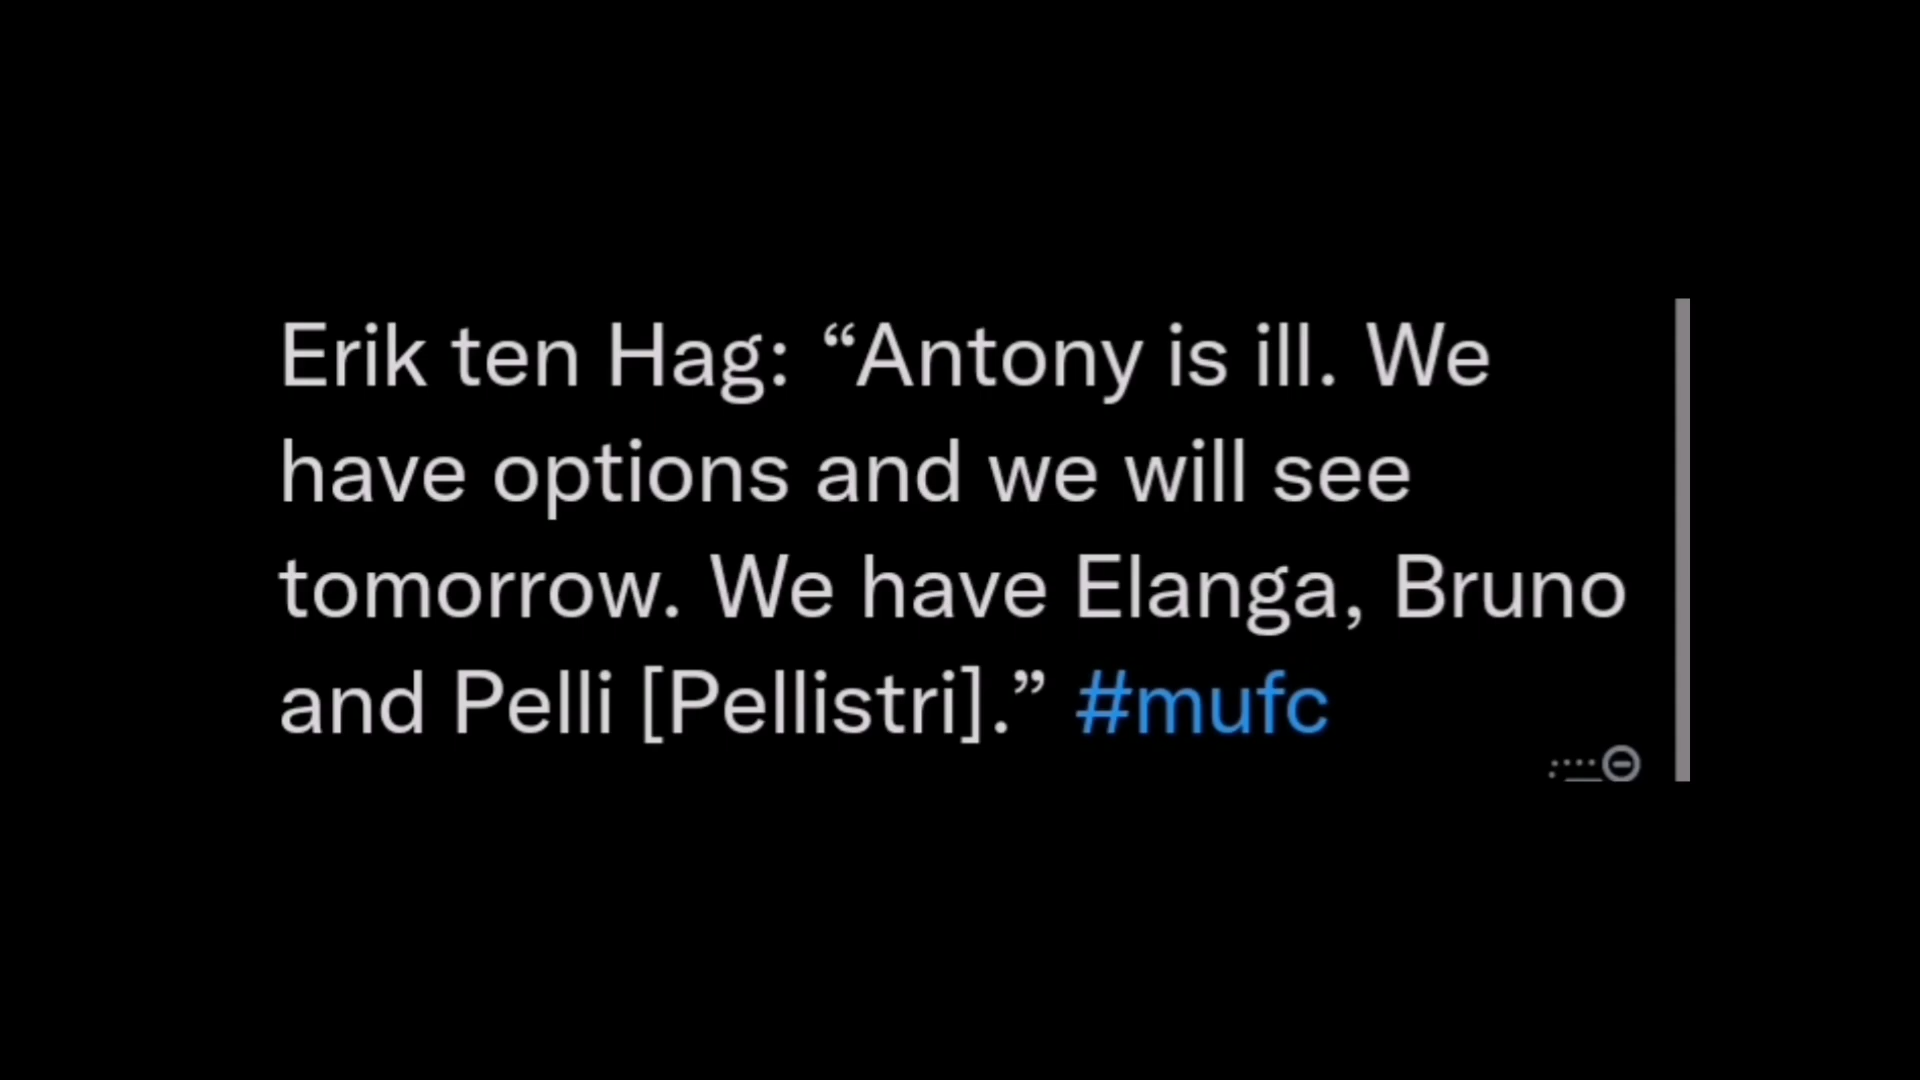 Erik ten Hag: “Antony is ill. We
have options and we will see
tomorrow. We have Elanga, Bruno
and Pelli [Pellistri].” #mufc